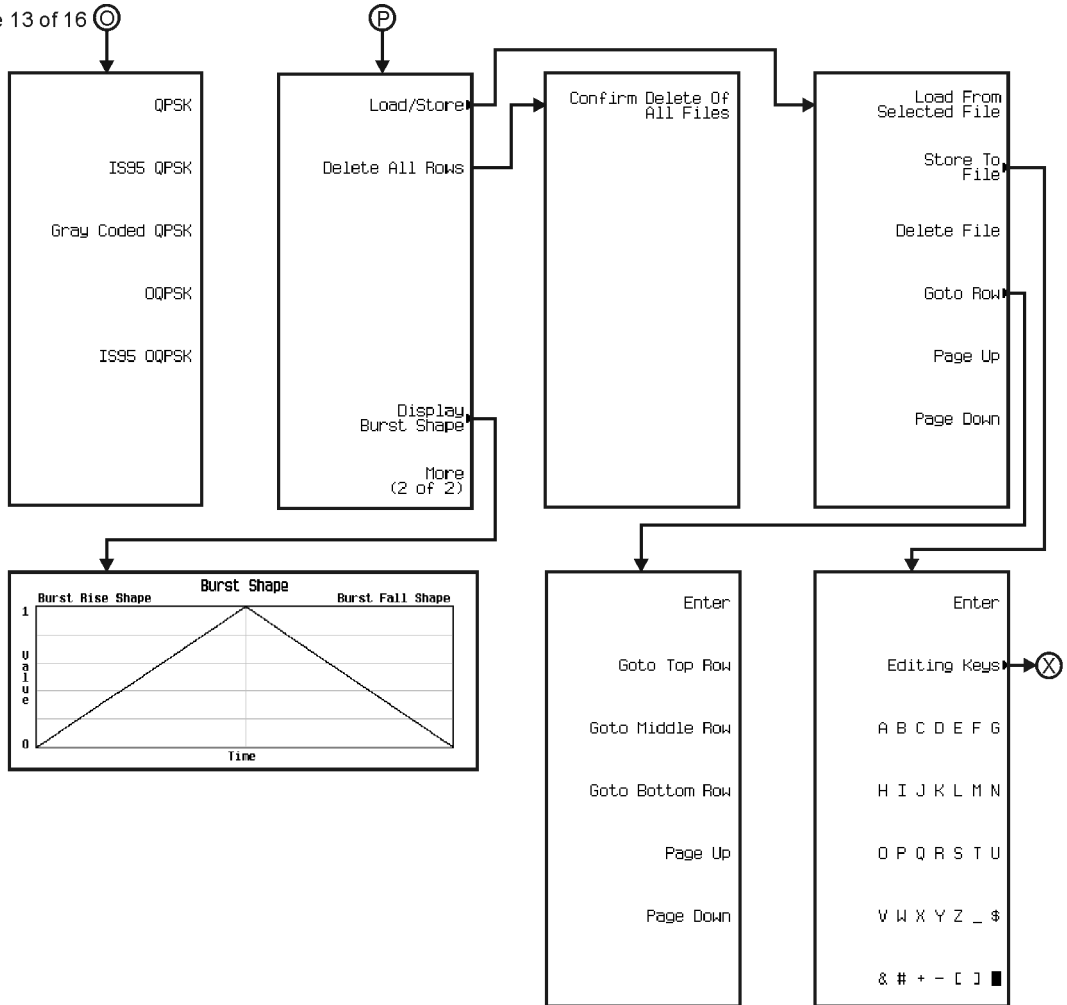 e 13 of 16 O
P
QPSK
IS95 QPSK
Gray Coded QPSK
OQPSK
IS95 OQPSK
Load/Store
Delete All Rows
Display
Burst Shape
More
(2 of 2)
Confirm Delete Of
All Files
Load From
Selected File
Store To
File
Delete File
Goto Row
Page Up
Page Down
Burst Shape
Burst Rise Shape
Burst Fall Shape
1
Value
0
Time
Enter
Goto Top Row
Goto Middle Row
Goto Bottom Row
Page Up
Page Down
Enter
Editing Keys
X
A B C D E F G
H I J K L M N
O P Q R S T U
V W X Y Z _ $
& # + - [ ] █